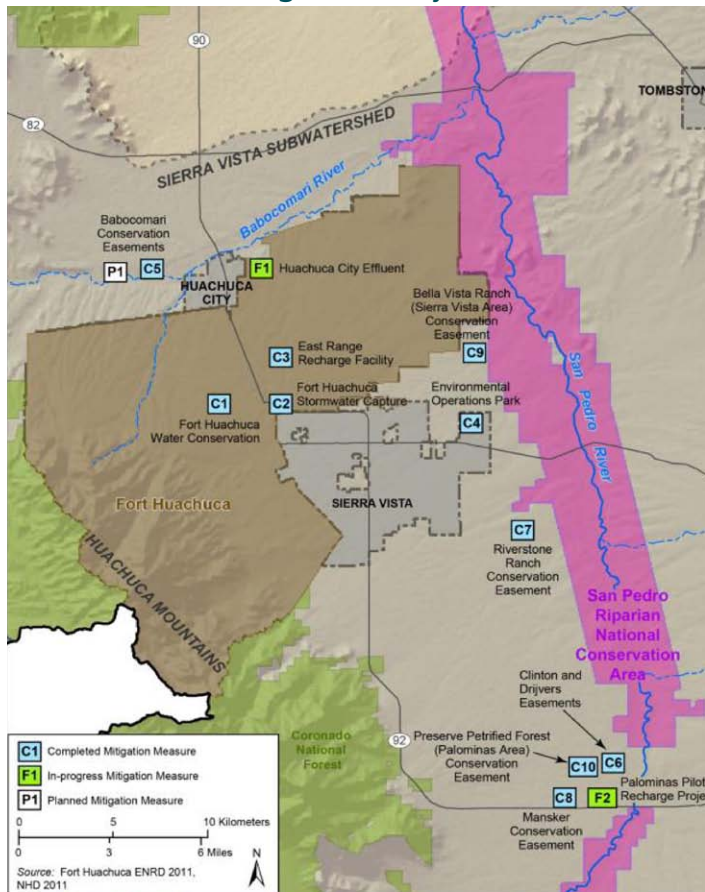 90
TOMBST
82
SIERRA VISTA SUBWATERSHED
Babocomari River
Babocomari
Conservation
Easements
P1
C5
F1
Huachuca City Effluent
HUACHUCA
CITY
Bella Vista Ranch
(Sierra Vista Area)
Conservation
Easement
C9
C3
East Range
Recharge Facility
San Pedro River
C1
C2
Fort Huachuca
Stormwater Capture
Fort Huachuca
Water Conservation
Environmental
Operations Park
C4
Fort Huachuca
SIERRA VISTA
C7
Riverstone
Ranch
Conservation
Easement
HUACHUCA MOUNTAINS
San Pedro
Riparian
National
Conservation
Area
Clinton and
Drijvers
Easements
Coronado
National
Forest
92
Preserve Petrified Forest
(Palominas Area)
Conservation
Easement
C10
C6
C8
F2
Palominas Pilot
Recharge Proje
Mansker
Conservation
Easement
C1 Completed Mitigation Measure
F1 In-progress Mitigation Measure
P1 Planned Mitigation Measure
0 5 10 Kilometers
0 3 6 Miles
N
Source: Fort Huachuca ENRD 2011,
NHD 2011